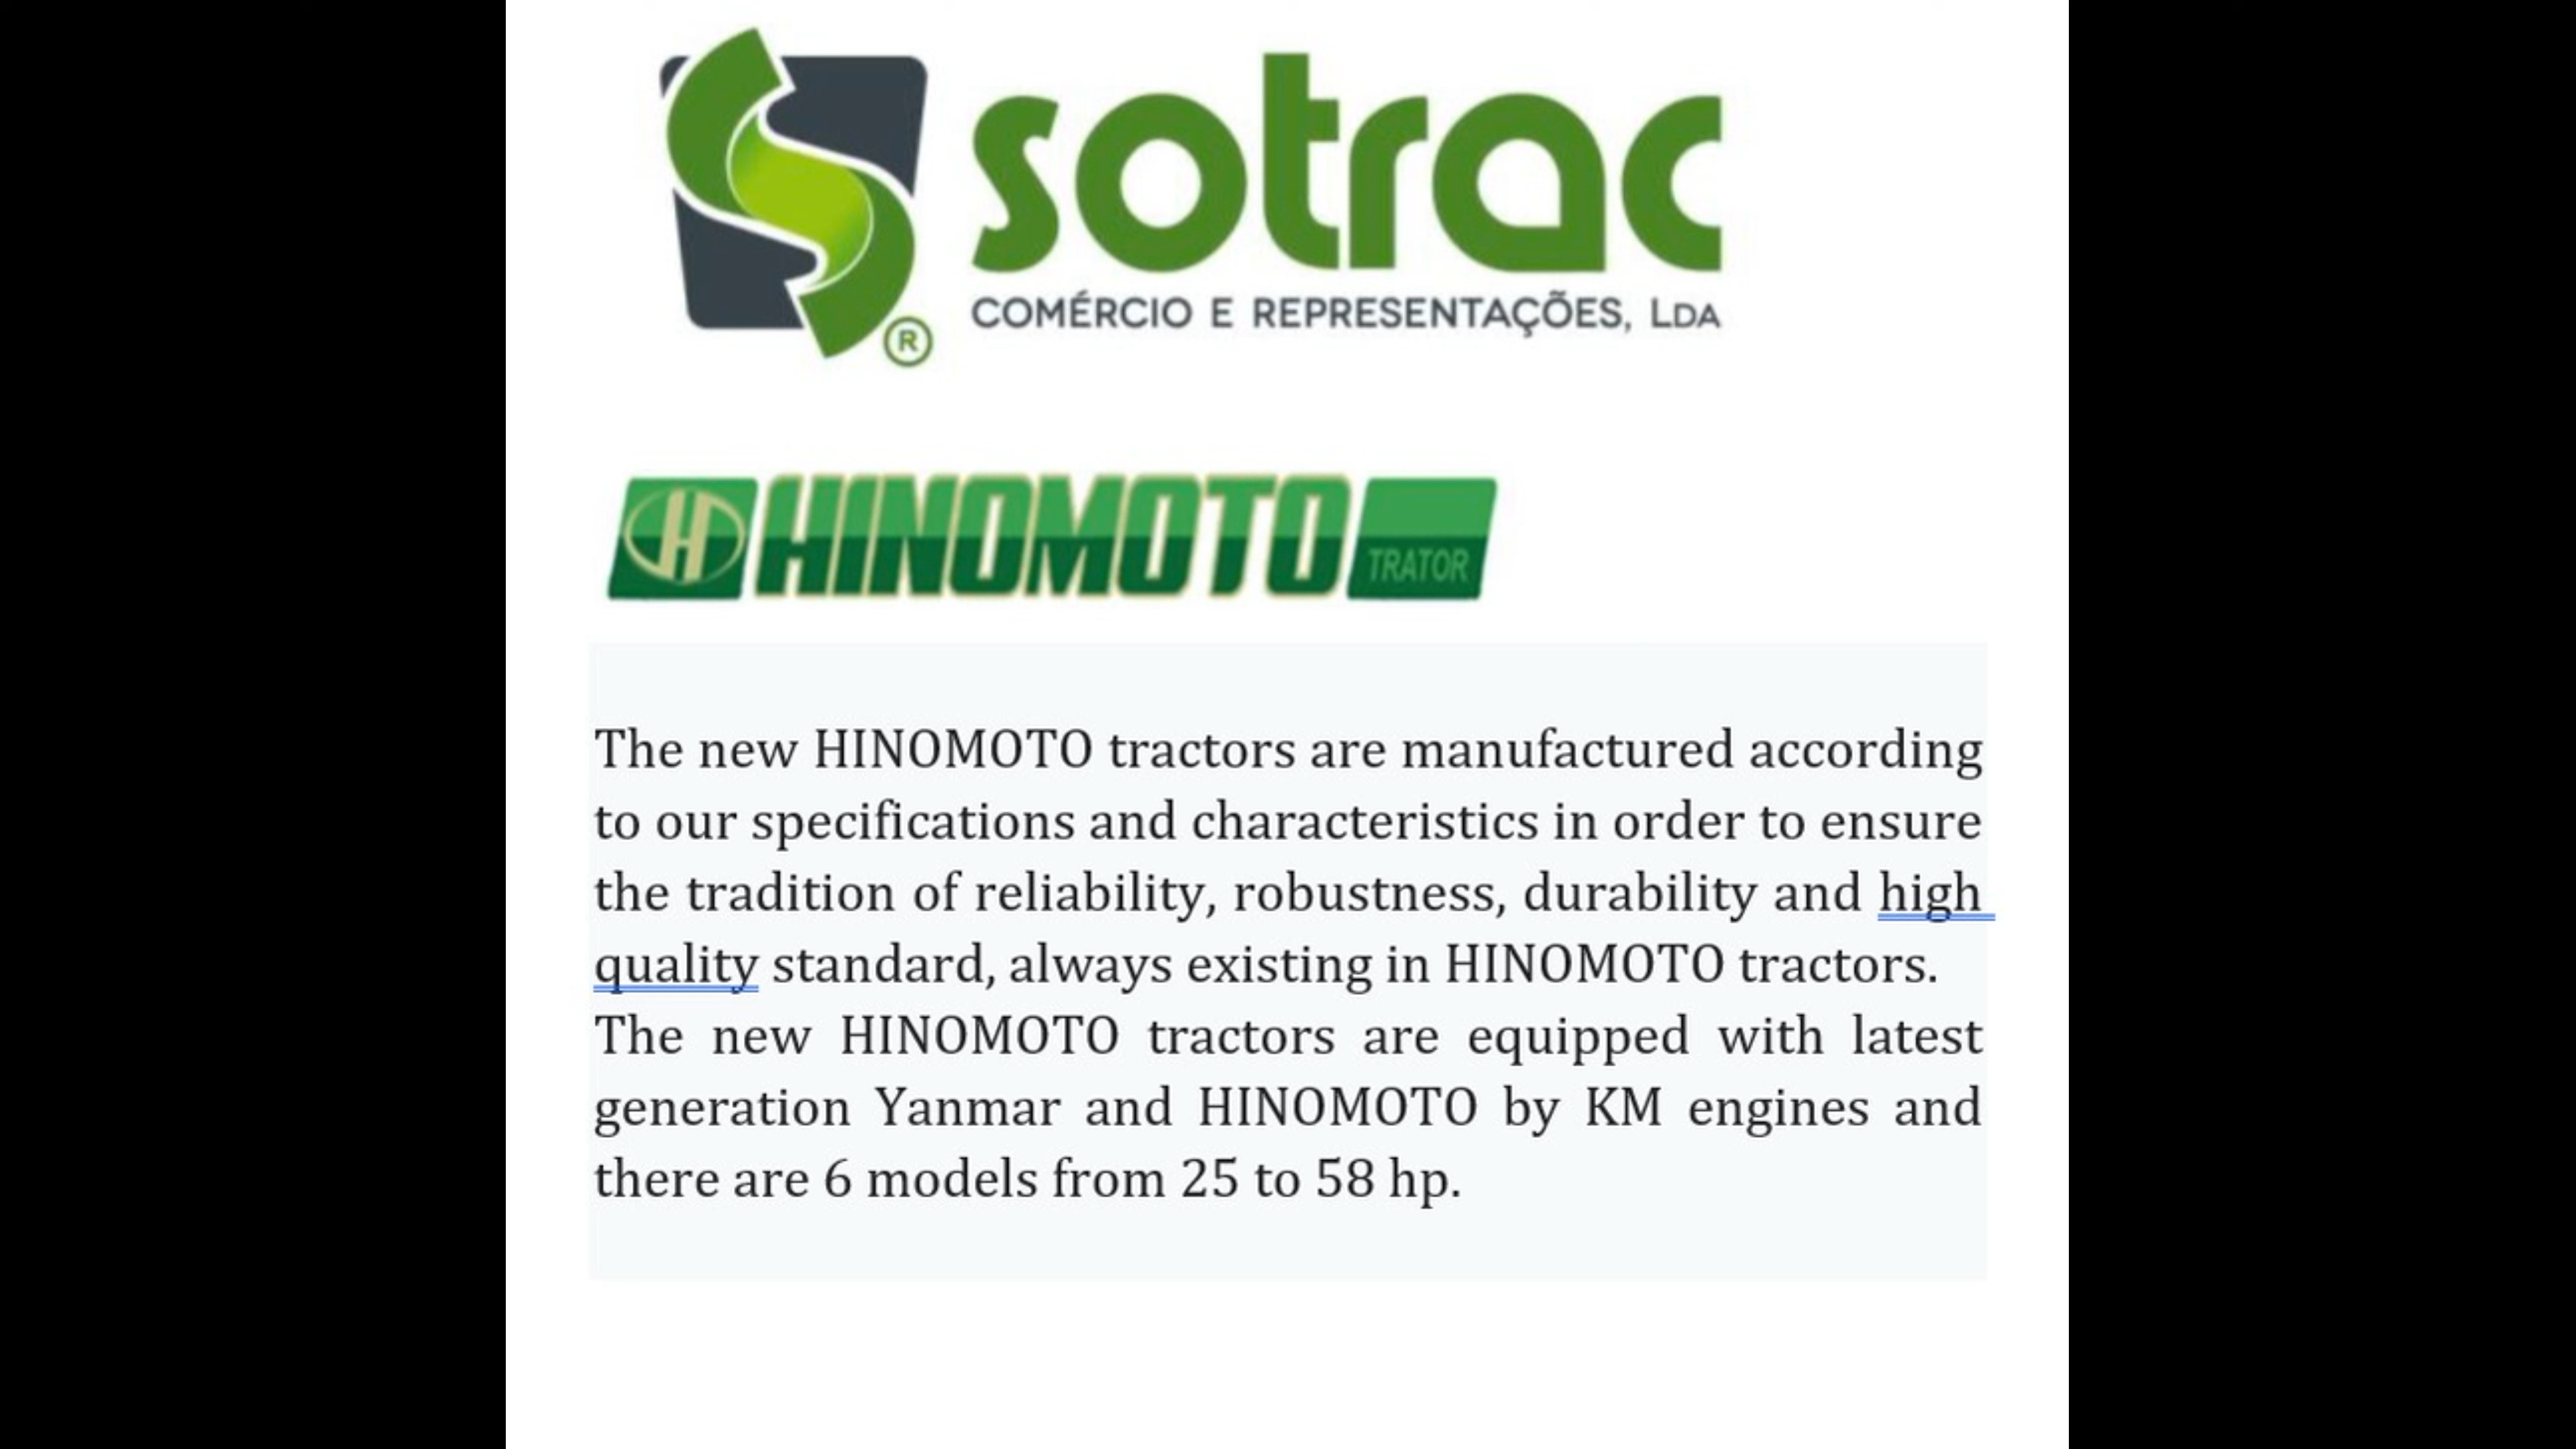 sotrac
COMÉRCIO E REPRESENTAÇÕES, LDA
®
H HINOMOTO TRATOR
The new HINOMOTO tractors are manufactured according
to our specifications and characteristics in order to ensure
the tradition of reliability, robustness, durability and high
quality standard, always existing in HINOMOTO tractors.
The new HINOMOTO tractors are equipped with latest
generation Yanmar and HINOMOTO by KM engines and
there are 6 models from 25 to 58 hp.